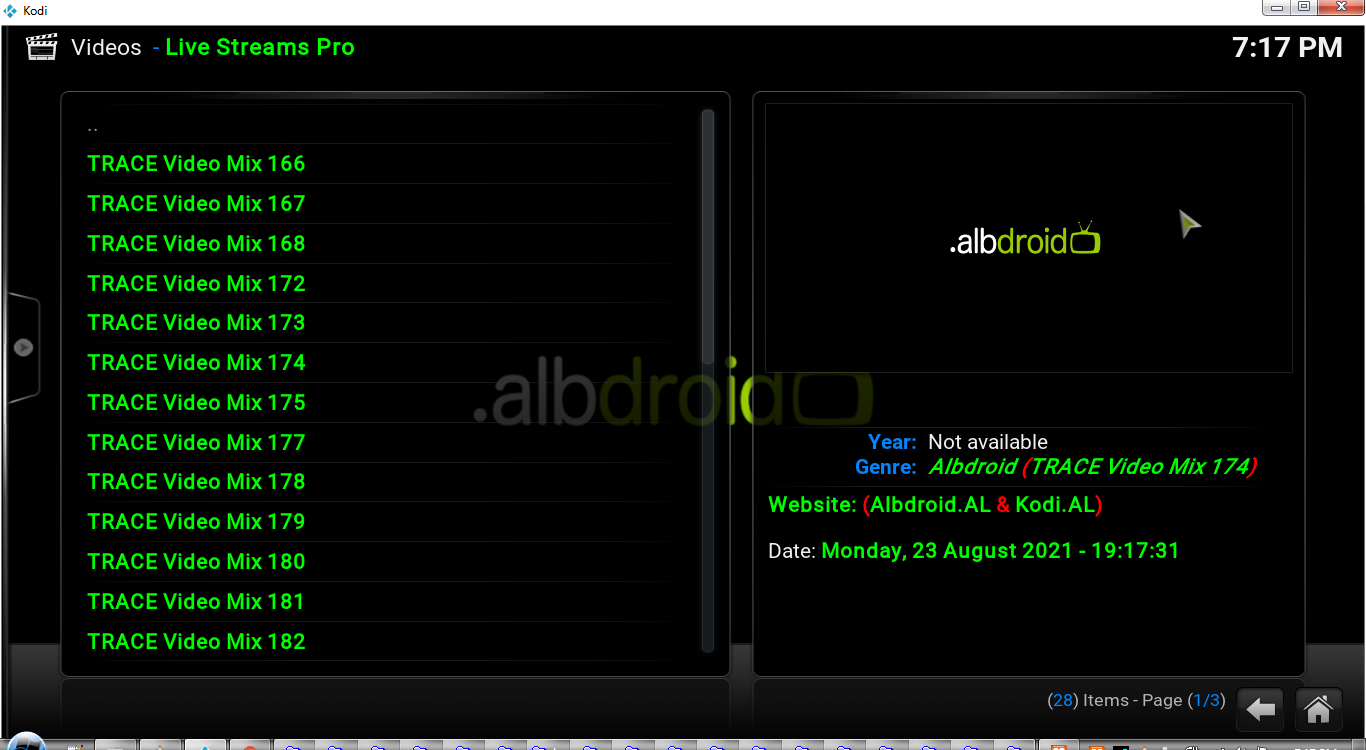 Kodi
Videos - Live Streams Pro
7:17 PM
..
TRACE Video Mix 166
TRACE Video Mix 167
TRACE Video Mix 168
TRACE Video Mix 172
TRACE Video Mix 173
TRACE Video Mix 174
TRACE Video Mix 175
TRACE Video Mix 177
TRACE Video Mix 178
TRACE Video Mix 179
TRACE Video Mix 180
TRACE Video Mix 181
TRACE Video Mix 182
.albdroid
.albdroid
Year: Not available
Genre: Albdroid (TRACE Video Mix 174)
Website: (Albdroid.AL & Kodi.AL)
Date: Monday, 23 August 2021 - 19:17:31
(28) Items - Page (1/3)